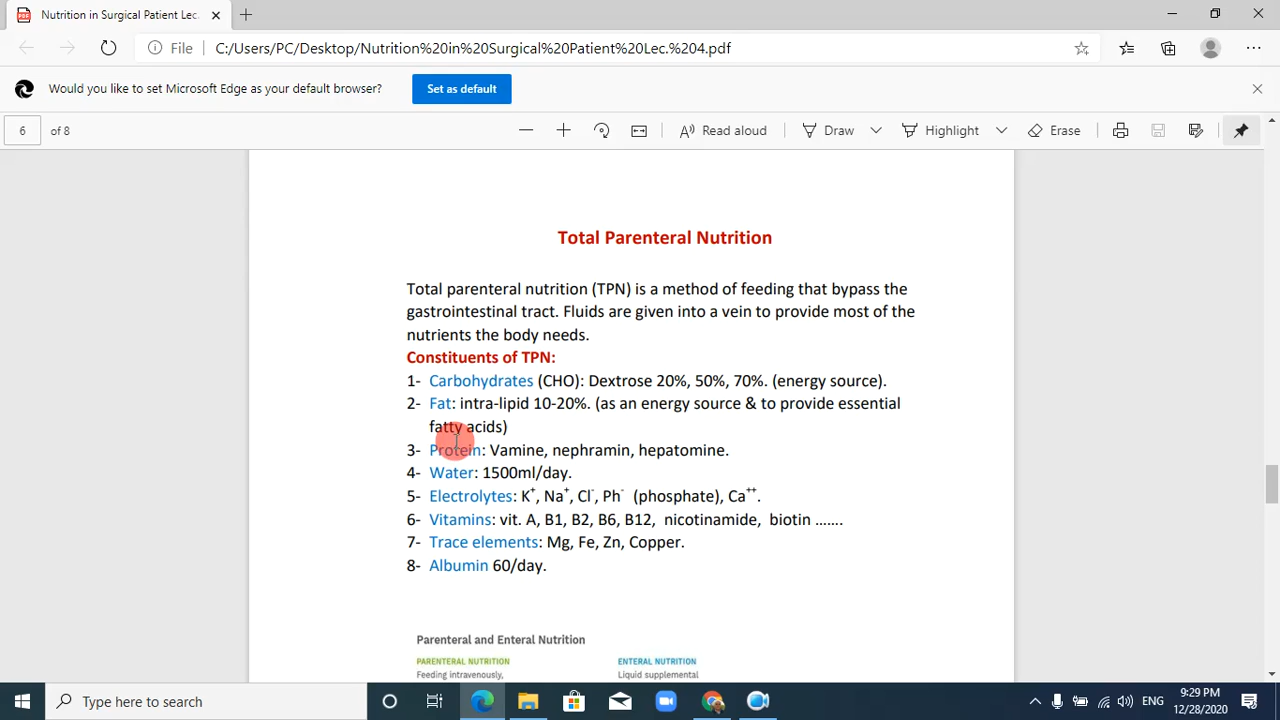 Nutrition in Surgical Patient Lec.
File
C:/Users/PC/Desktop/Nutrition%20in%20Surgical%20Patient%20Lec.%204.pdf
Would you like to set Microsoft Edge as your default browser?
Set as default
6
of 8
Read aloud
Draw
Highlight
Erase
Total Parenteral Nutrition
Total parenteral nutrition (TPN) is a method of feeding that bypass the
gastrointestinal tract. Fluids are given into a vein to provide most of the
nutrients the body needs.
Constituents of TPN:
1- Carbohydrates (CHO): Dextrose 20%, 50%, 70%. (energy source).
2- Fat: intra-lipid 10-20%. (as an energy source & to provide essential
fatty acids)
3- Protein: Vamine, nephramin, hepatomine.
4- Water: 1500ml/day.
5- Electrolytes: K⁺, Na⁺, Cl⁻, Ph⁻ (phosphate), Ca⁺⁺.
6- Vitamins: vit. A, B1, B2, B6, B12, nicotinamide, biotin .......
7- Trace elements: Mg, Fe, Zn, Copper.
8- Albumin 60/day.
Parenteral and Enteral Nutrition
PARENTERAL NUTRITION
Feeding intravenously,
ENTERAL NUTRITION
Liquid supplemental
Type here to search
ENG
9:29 PM
12/28/2020